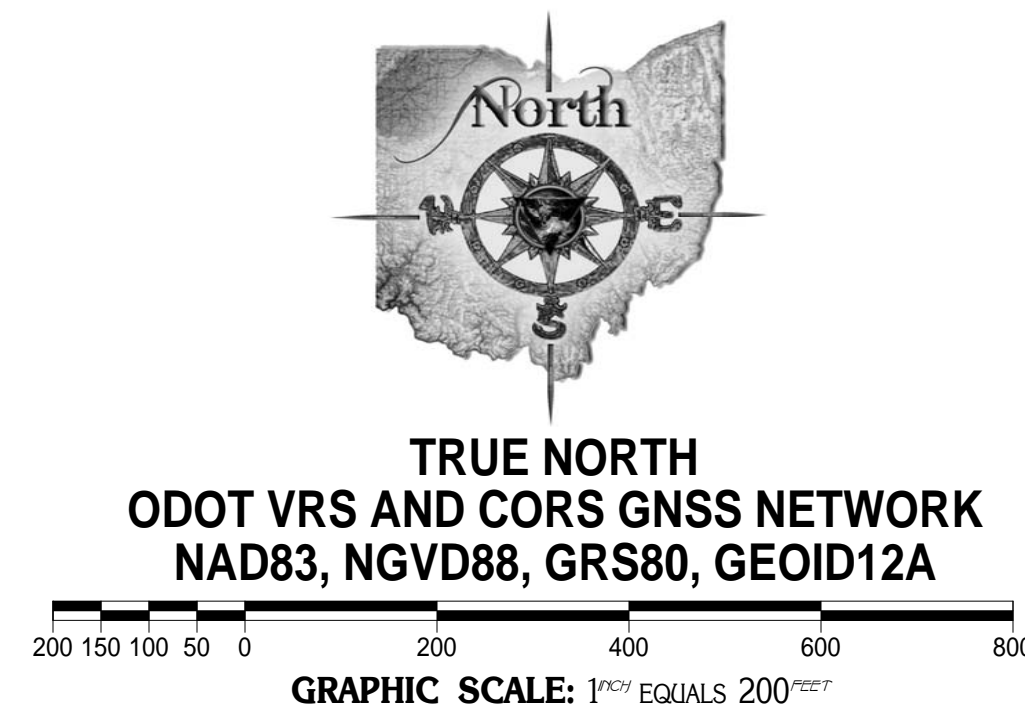 North
E
S
TRUE NORTH
ODOT VRS AND CORS GNSS NETWORK
NAD83, NGVD88, GRS80, GEOID12A
200 150 100 50 0 200 400 600 800
GRAPHIC SCALE: 1INCH EQUALS 200FEET